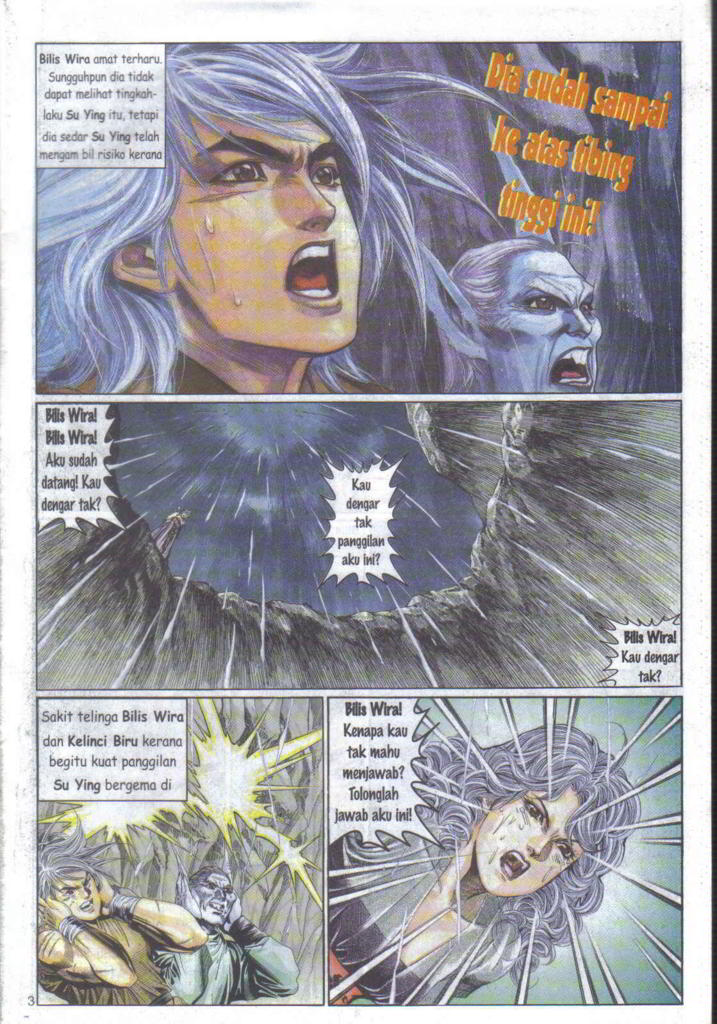 Bilis Wira amat terharu.
Sungguhpun dia tidak
dapat melihat tingkah-
laku Su Ying itu, tetapi
dia sedar Su Ying telah
mengam bil risiko kerana
Dia sudah sampai
ke atas tibing
tinggi ini!
Bilis Wira!
Bilis Wira!
Aku sudah
datang! Kau
dengar tak?
Kau
dengar
tak
panggilan
aku ini?
Bilis Wira!
Kau dengar
tak?
Sakit telinga Bilis Wira
dan Kelinci Biru kerana
begitu kuat panggilan
Su Ying bergema di
Bilis Wira!
Kenapa kau
tak mahu
menjawab?
Tolonglah
jawab aku ini!
3